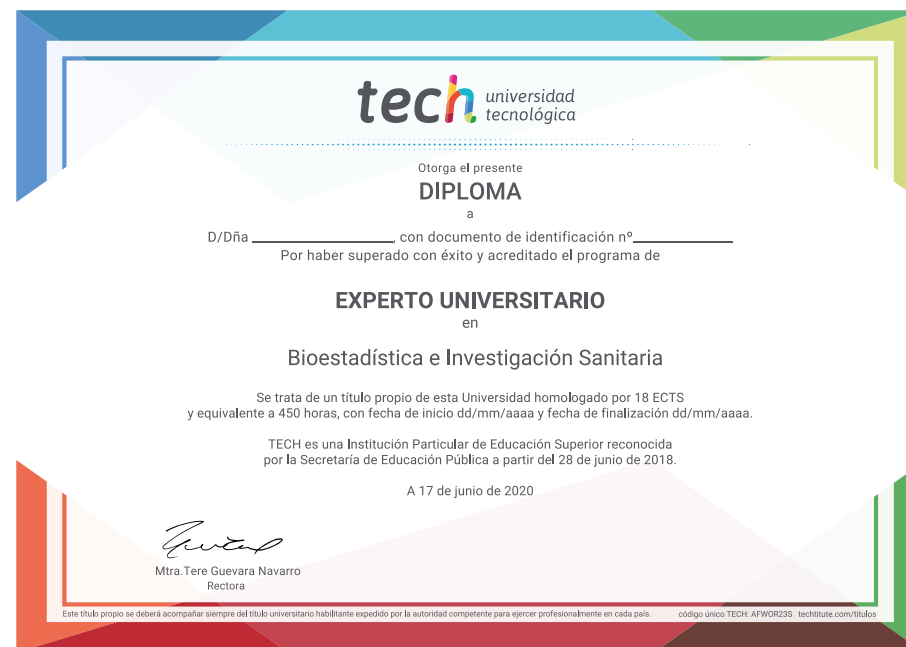 tech universidad
tecnológica
Otorga el presente
DIPLOMA
a
D/Dña ____________________, con documento de identificación nº______________
Por haber superado con éxito y acreditado el programa de
EXPERTO UNIVERSITARIO
en
Bioestadística e Investigación Sanitaria
Se trata de un título propio de esta Universidad homologado por 18 ECTS
y equivalente a 450 horas, con fecha de inicio dd/mm/aaaa y fecha de finalización dd/mm/aaaa.
TECH es una Institución Particular de Educación Superior reconocida
por la Secretaría de Educación Pública a partir del 28 de junio de 2018.
A 17 de junio de 2020
Mtra.Tere Guevara Navarro
Rectora
Este título propio se deberá acompañar siempre del título universitario habilitante expedido por la autoridad competente para ejercer profesionalmente en cada país. código único TECH: AFWOR23S techtitute.com/titulos